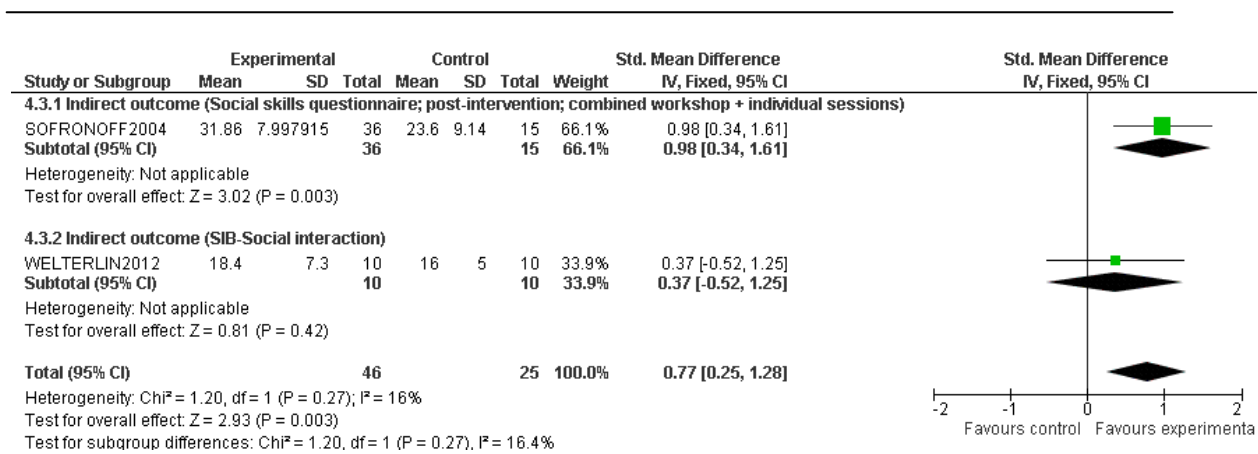 Experimental Control Std. Mean Difference Std. Mean Difference
Study or Subgroup Mean SD Total Mean SD Total Weight IV, Fixed, 95% CI IV, Fixed, 95% CI
4.3.1 Indirect outcome (Social skills questionnaire; post-intervention; combined workshop + individual sessions)
SOFRONOFF2004 31.86 7.997915 36 23.6 9.14 15 66.1% 0.98 [0.34, 1.61]
Subtotal (95% CI) 36 15 66.1% 0.98 [0.34, 1.61]
Heterogeneity: Not applicable
Test for overall effect: Z = 3.02 (P = 0.003)
4.3.2 Indirect outcome (SIB-Social interaction)
WELTERLIN2012 18.4 7.3 10 16 5 10 33.9% 0.37 [-0.52, 1.25]
Subtotal (95% CI) 10 10 33.9% 0.37 [-0.52, 1.25]
Heterogeneity: Not applicable
Test for overall effect: Z = 0.81 (P = 0.42)
Total (95% CI) 46 25 100.0% 0.77 [0.25, 1.28]
Heterogeneity: Chi² = 1.20, df = 1 (P = 0.27); I² = 16%
Test for overall effect: Z = 2.93 (P = 0.003)
Test for subgroup differences: Chi² = 1.20, df = 1 (P = 0.27), I² = 16.4%
-2 -1 0 1 2
Favours control Favours experimenta